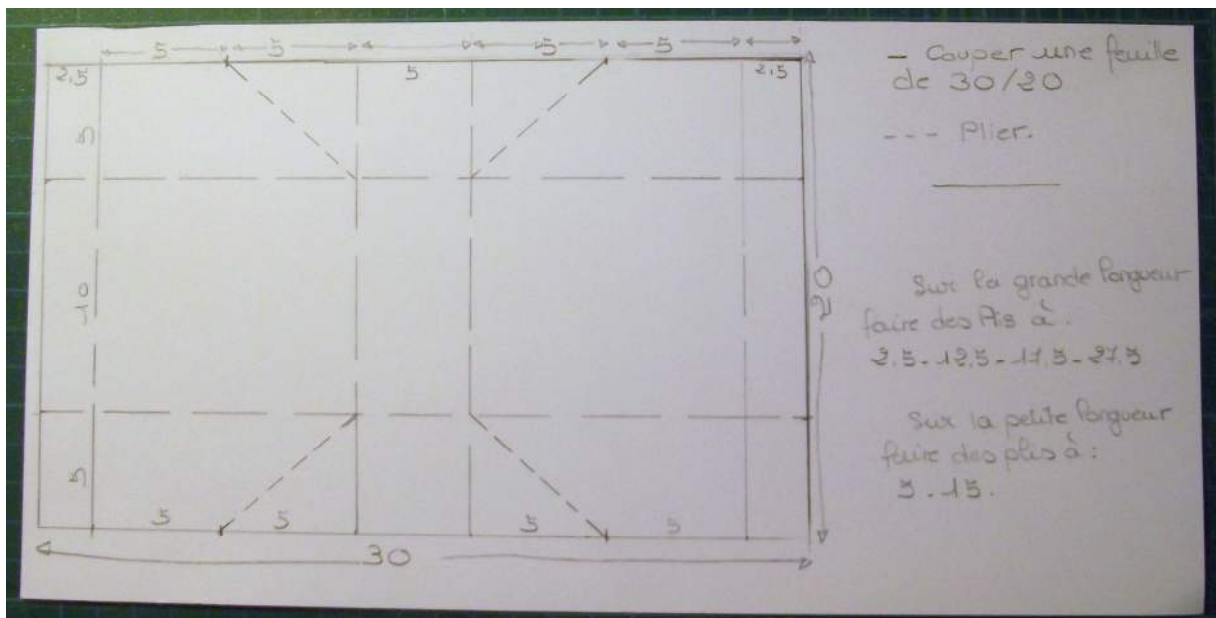 5 5 5 5
2,5 5 2,5
5
10
5
5 5 5 5
30
20
- Couper une feuille
de 30/20
--- Plier.
Sur la grande longueur
faire des Plis à.
2,5-12,5-17,5-27,5
Sur la petite longueur
faire des plis à:
5-15.